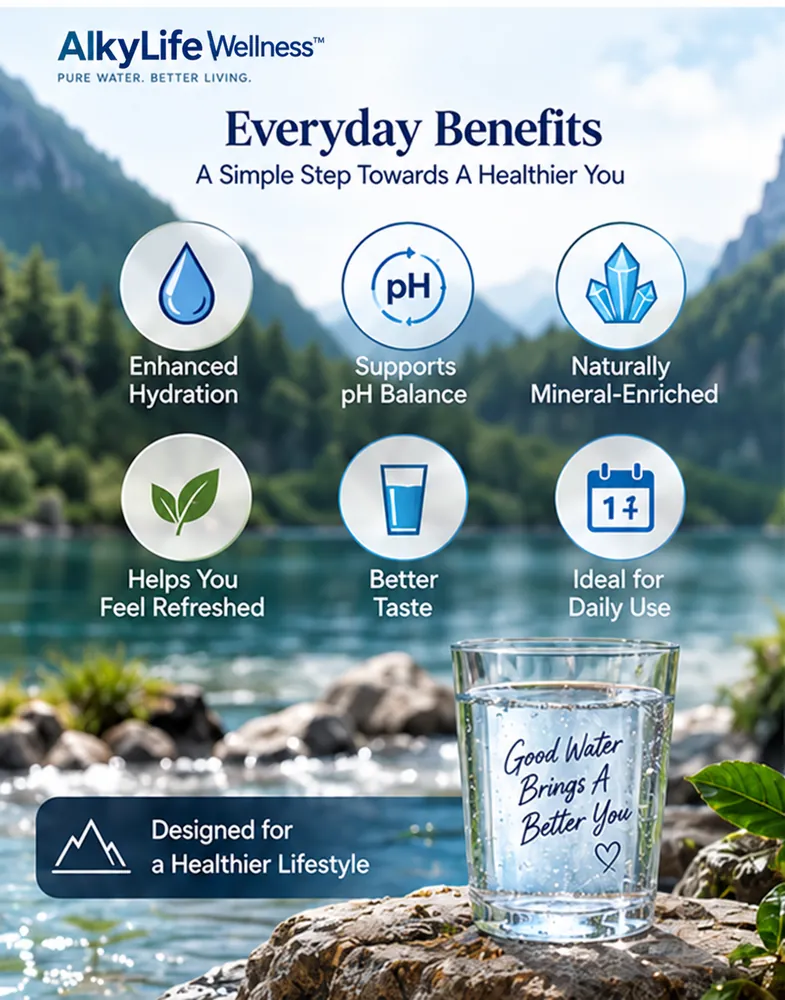 AlkyLife Wellness™
PURE WATER. BETTER LIVING.
Everyday Benefits
A Simple Step Towards A Healthier You
pH
Enhanced
Hydration
Supports
pH Balance
Naturally
Mineral-Enriched
17
Helps You
Feel Refreshed
Better
Taste
Ideal for
Daily Use
Good Water
Brings A
Better You
Designed for
a Healthier Lifestyle